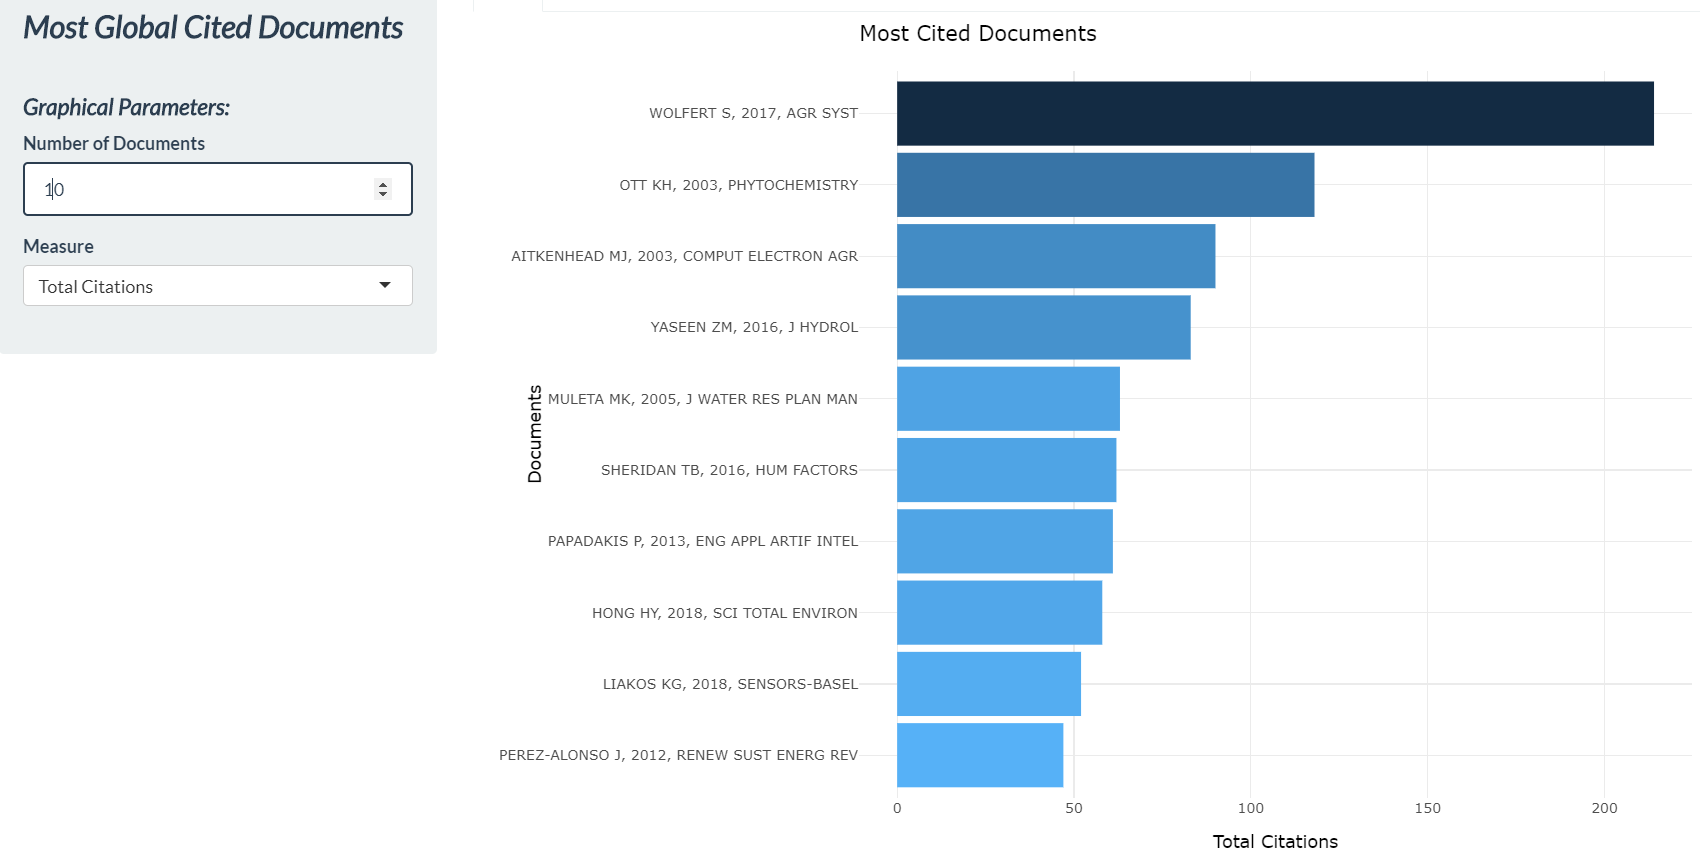 Most Global Cited Documents
Graphical Parameters:
Number of Documents
10
Measure
Total Citations
Most Cited Documents
Documents
WOLFERT S, 2017, AGR SYST
OTT KH, 2003, PHYTOCHEMISTRY
AITKENHEAD MJ, 2003, COMPUT ELECTRON AGR
YASEEN ZM, 2016, J HYDROL
MULETA MK, 2005, J WATER RES PLAN MAN
SHERIDAN TB, 2016, HUM FACTORS
PAPADAKIS P, 2013, ENG APPL ARTIF INTEL
HONG HY, 2018, SCI TOTAL ENVIRON
LIAKOS KG, 2018, SENSORS-BASEL
PEREZ-ALONSO J, 2012, RENEW SUST ENERG REV
0 50 100 150 200
Total Citations